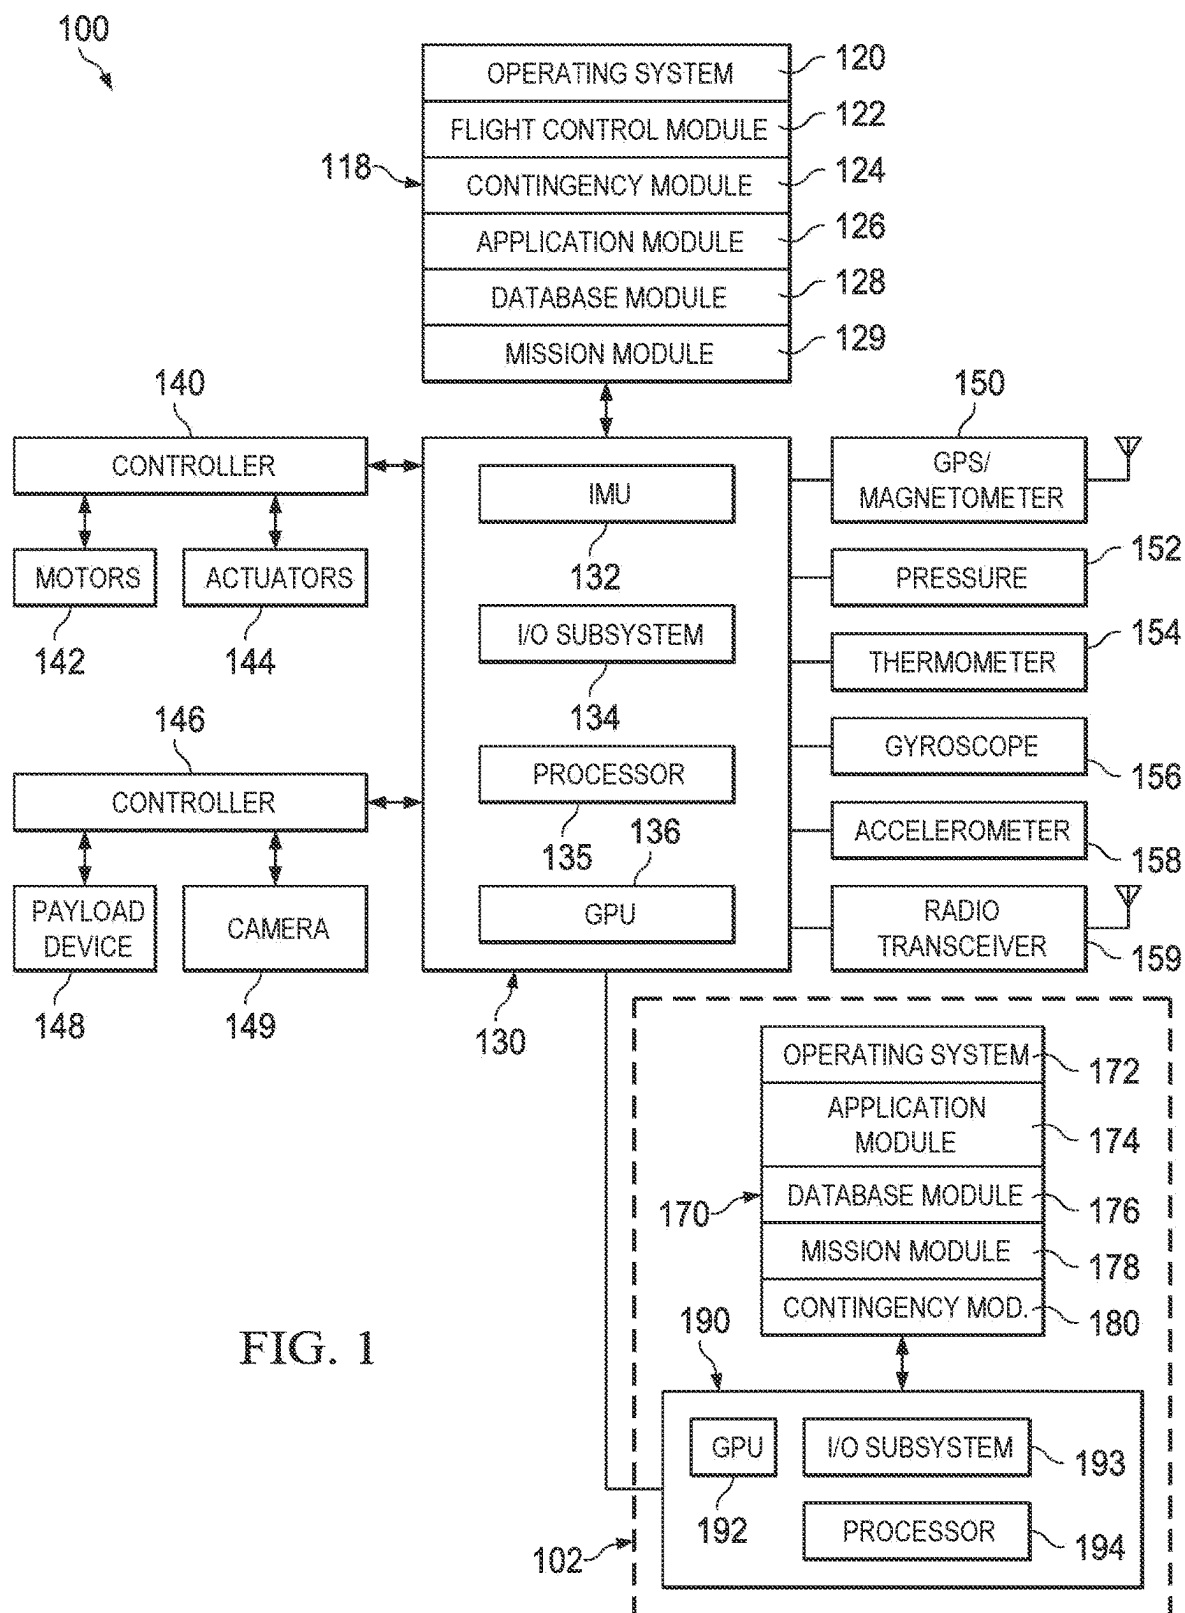 100
OPERATING SYSTEM
120
FLIGHT CONTROL MODULE
122
118
CONTINGENCY MODULE
124
APPLICATION MODULE
126
DATABASE MODULE
128
MISSION MODULE
129
140
CONTROLLER
MOTORS
ACTUATORS
142
144
146
CONTROLLER
PAYLOAD
DEVICE
CAMERA
148
149
IMU
132
I/O SUBSYSTEM
134
PROCESSOR
135
136
GPU
130
150
GPS/
MAGNETOMETER
152
PRESSURE
154
THERMOMETER
GYROSCOPE
156
ACCELEROMETER
158
RADIO
TRANSCEIVER
159
OPERATING SYSTEM
172
APPLICATION
MODULE
174
170
DATABASE MODULE
176
MISSION MODULE
178
CONTINGENCY MOD.
180
190
GPU
192
I/O SUBSYSTEM
193
PROCESSOR
194
102
FIG. 1